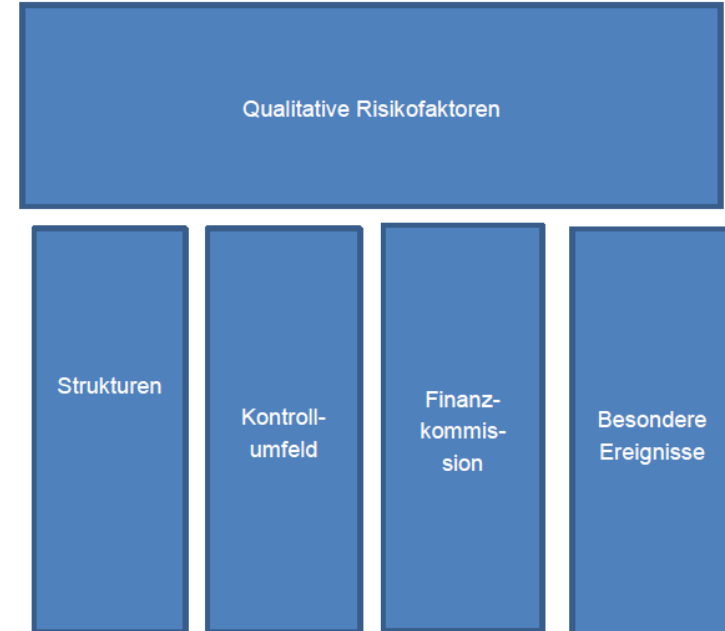 Qualitative Risikofaktoren
Strukturen
Kontroll-
umfeld
Finanz-
kommis-
sion
Besondere
Ereignisse